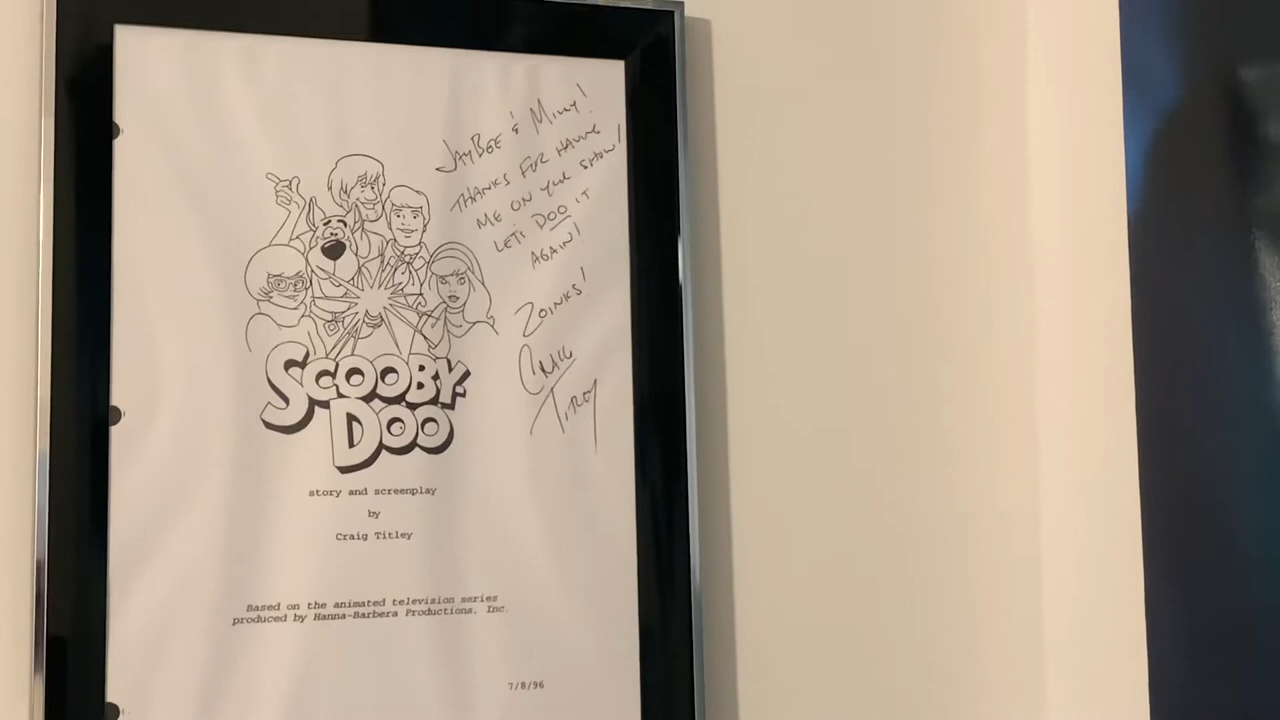 JAYBEE & MILLY!
THANKS FOR HAVING
ME ON YOUR SHOW!
LET'S DOO IT
AGAIN!
ZOINKS!
CRAIG
TITLEY
SCOOBY-
DOO
story and screenplay
by
Craig Titley
Based on the animated television series
produced by Hanna-Barbera Productions, Inc.
7/8/96